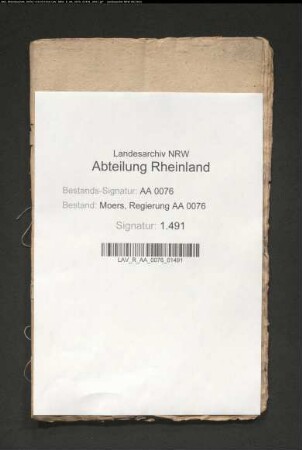 Landesarchiv NRW
Abteilung Rheinland
Bestands-Signatur: AA 0076
Bestand: Moers, Regierung AA 0076
Signatur: 1.491
LAV_R_AA_0076_01491